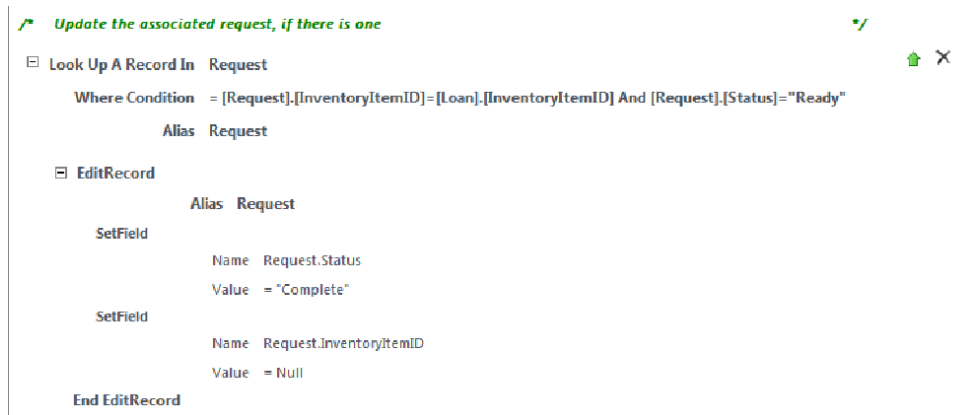 /* Update the associated request, if there is one */
Look Up A Record In Request
Where Condition = [Request].[InventoryItemID]=[Loan].[InventoryItemID] And [Request].[Status]="Ready"
Alias Request
EditRecord
Alias Request
SetField
Name Request.Status
Value = "Complete"
SetField
Name Request.InventoryItemID
Value = Null
End EditRecord